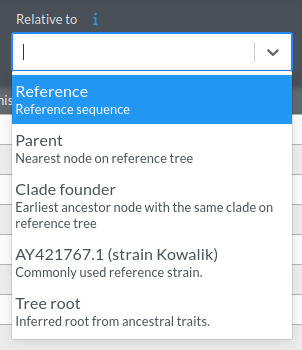 Relative to i
Reference
Reference sequence
Parent
Nearest node on reference tree
Clade founder
Earliest ancestor node with the same clade on
reference tree
AY421767.1 (strain Kowalik)
Commonly used reference strain.
Tree root
Inferred root from ancestral traits.